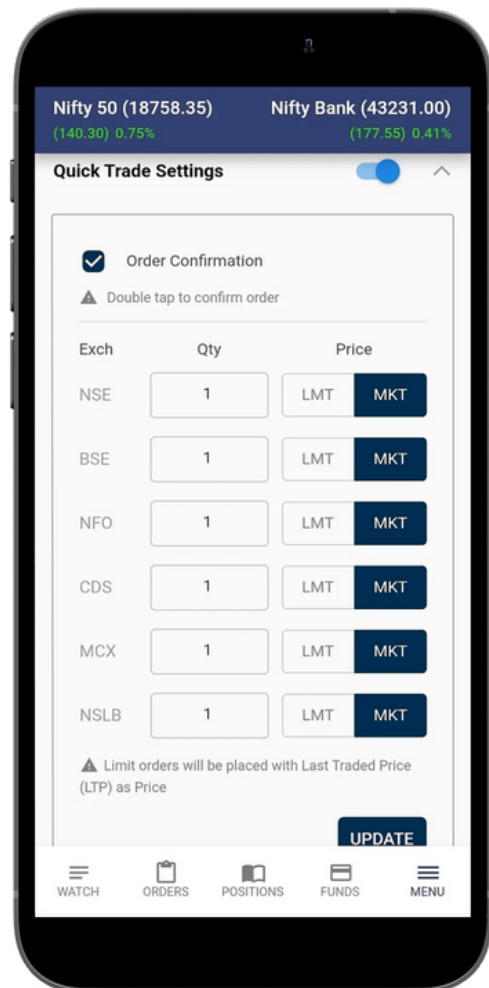 Nifty 50 (18758.35) Nifty Bank (43231.00)
(140.30) 0.75% (177.55) 0.41%
Quick Trade Settings
Order Confirmation
Double tap to confirm order
Exch Qty Price
NSE 1 LMT MKT
BSE 1 LMT MKT
NFO 1 LMT MKT
CDS 1 LMT MKT
MCX 1 LMT MKT
NSLB 1 LMT MKT
Limit orders will be placed with Last Traded Price
(LTP) as Price
UPDATE
WATCH ORDERS POSITIONS FUNDS MENU